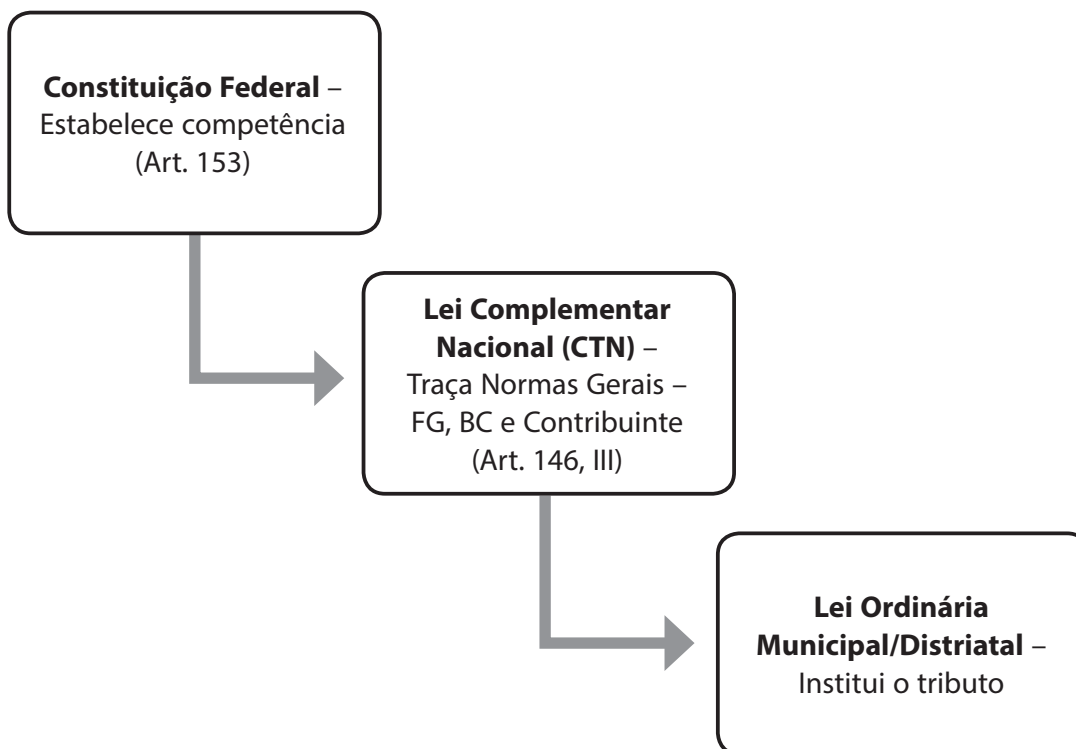 Constituição Federal –
Estabelece competência
(Art. 153)
Lei Complementar
Nacional (CTN) –
Traça Normas Gerais –
FG, BC e Contribuinte
(Art. 146, III)
Lei Ordinária
Municipal/Distriatal –
Institui o tributo